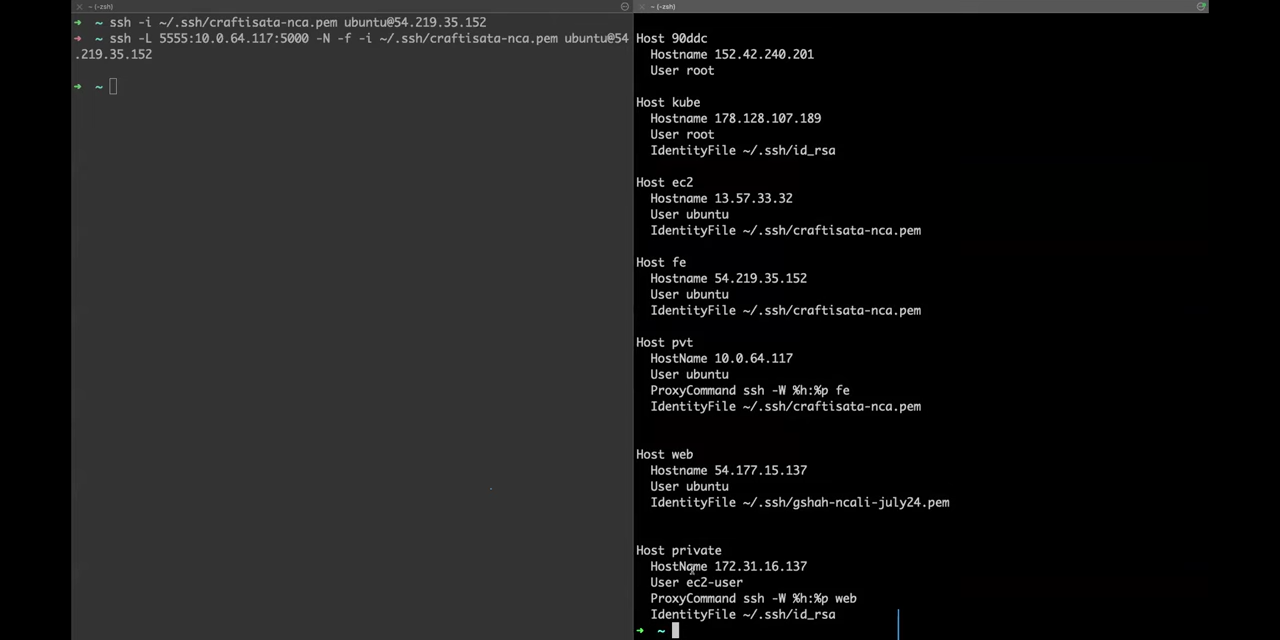 ~ (-zsh)
➜ ~ ssh -i ~/.ssh/craftisata-nca.pem ubuntu@54.219.35.152
➜ ~ ssh -L 5555:10.0.64.117:5000 -N -f -i ~/.ssh/craftisata-nca.pem ubuntu@54
.219.35.152
➜ ~
~ (-zsh)
Host 90ddc
Hostname 152.42.240.201
User root
Host kube
Hostname 178.128.107.189
User root
IdentityFile ~/.ssh/id_rsa
Host ec2
Hostname 13.57.33.32
User ubuntu
IdentityFile ~/.ssh/craftisata-nca.pem
Host fe
Hostname 54.219.35.152
User ubuntu
IdentityFile ~/.ssh/craftisata-nca.pem
Host pvt
HostName 10.0.64.117
User ubuntu
ProxyCommand ssh -W %h:%p fe
IdentityFile ~/.ssh/craftisata-nca.pem
Host web
Hostname 54.177.15.137
User ubuntu
IdentityFile ~/.ssh/gshah-ncali-july24.pem
Host private
HostName 172.31.16.137
User ec2-user
ProxyCommand ssh -W %h:%p web
IdentityFile ~/.ssh/id_rsa
➜ ~